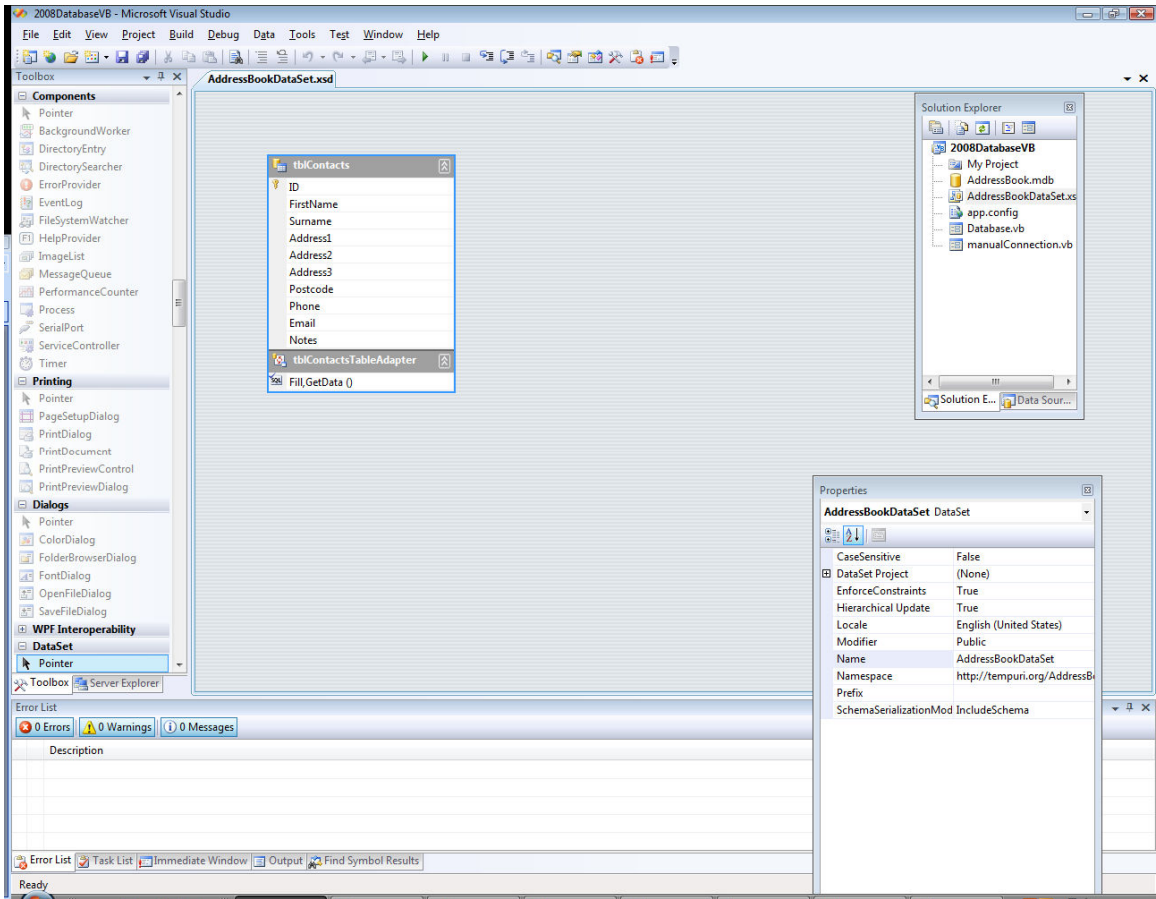 2008DatabaseVB - Microsoft Visual Studio
File Edit View Project Build Debug Data Tools Test Window Help
Toolbox
Components
Pointer
BackgroundWorker
DirectoryEntry
DirectorySearcher
ErrorProvider
EventLog
FileSystemWatcher
HelpProvider
ImageList
MessageQueue
PerformanceCounter
Process
SerialPort
ServiceController
Timer
Printing
Pointer
PageSetupDialog
PrintDialog
PrintDocument
PrintPreviewControl
PrintPreviewDialog
Dialogs
Pointer
ColorDialog
FolderBrowserDialog
FontDialog
OpenFileDialog
SaveFileDialog
WPF Interoperability
DataSet
Pointer
Toolbox Server Explorer
AddressBookDataSet.xsd
tblContacts
ID
FirstName
Surname
Address1
Address2
Address3
Postcode
Phone
Email
Notes
tblContactsTableAdapter
SQL Fill,GetData ()
Solution Explorer
2008DatabaseVB
My Project
AddressBook.mdb
AddressBookDataSet.xs
app.config
Database.vb
manualConnection.vb
Solution E... Data Sour...
Properties
AddressBookDataSet DataSet
CaseSensitive False
DataSet Project (None)
EnforceConstraints True
Hierarchical Update True
Locale English (United States)
Modifier Public
Name AddressBookDataSet
Namespace http://tempuri.org/AddressB
Prefix
SchemaSerializationMod IncludeSchema
Error List
0 Errors 0 Warnings 0 Messages
Description
Error List Task List Immediate Window Output Find Symbol Results
Ready